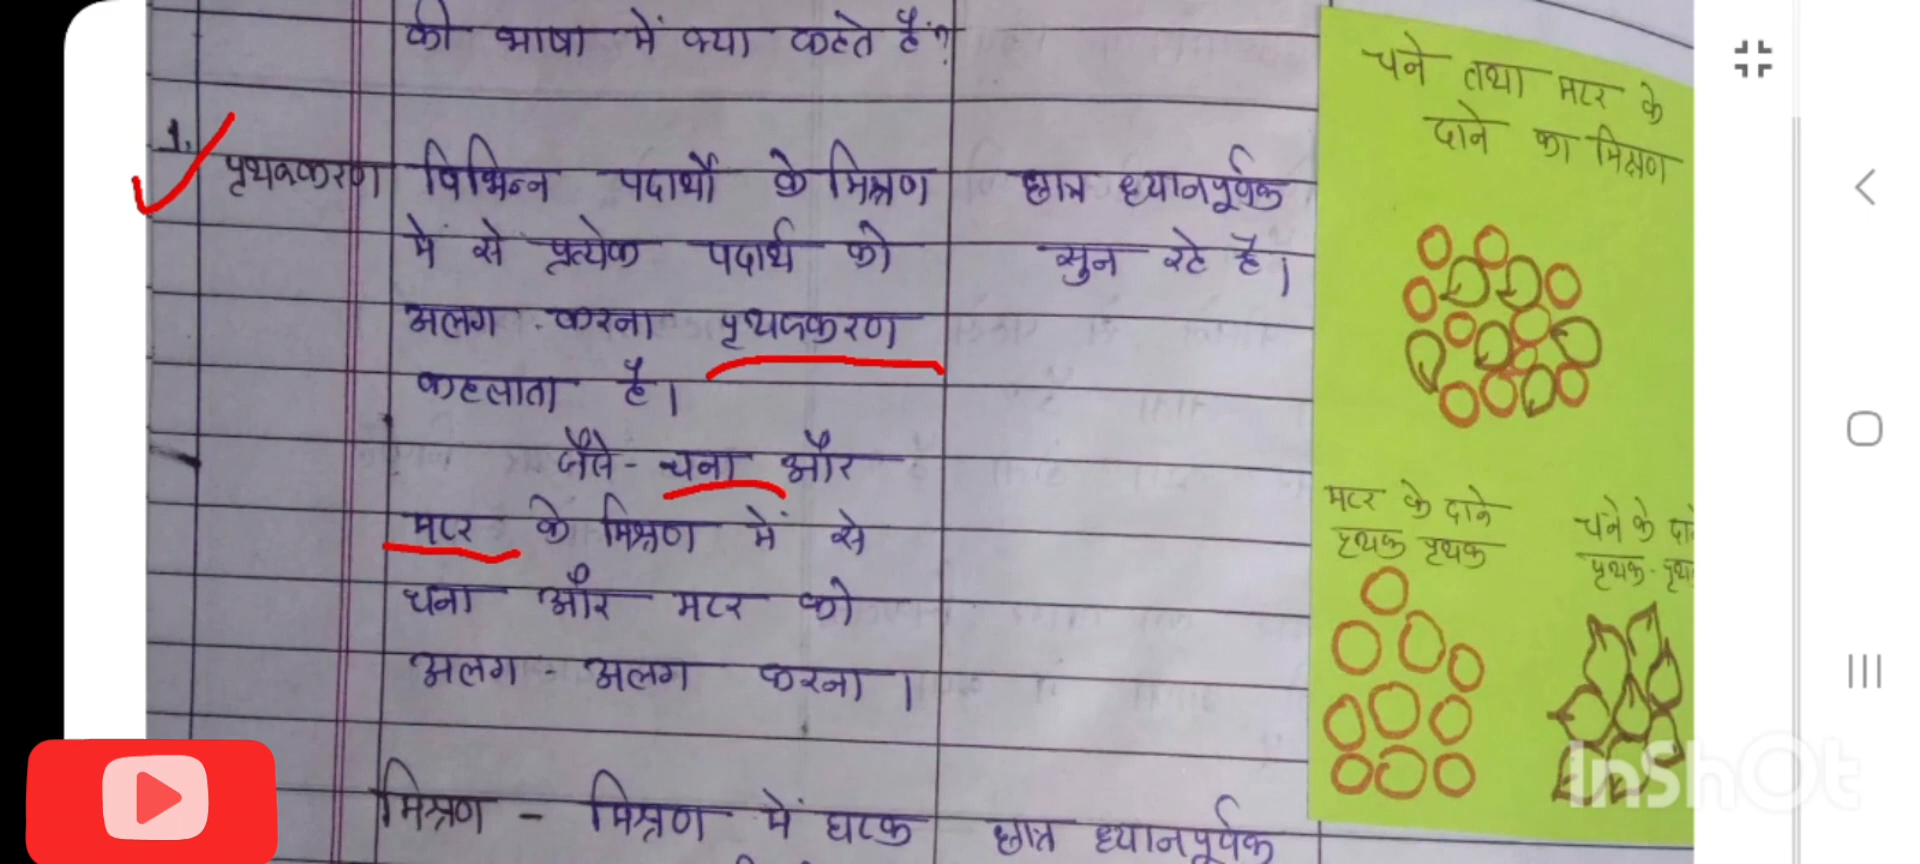 की भाषा में क्या कहते हैं?
1.
पृथक्करण
विभिन्न पदार्थों के मिश्रण
में से प्रत्येक पदार्थ को
अलग करना पृथक्करण
कहलाता है।
जैसे - चना और
मटर के मिश्रण में से
चना और मटर को
अलग - अलग करना।
मिश्रण - मिश्रण में घटक
छात्र ध्यानपूर्वक
सुन रहे है।
छात्र ध्यानपूर्वक
चने तथा मटर के
दाने का मिश्रण
मटर के दाने
पृथक पृथक
चने के
पृथक -
InShOt